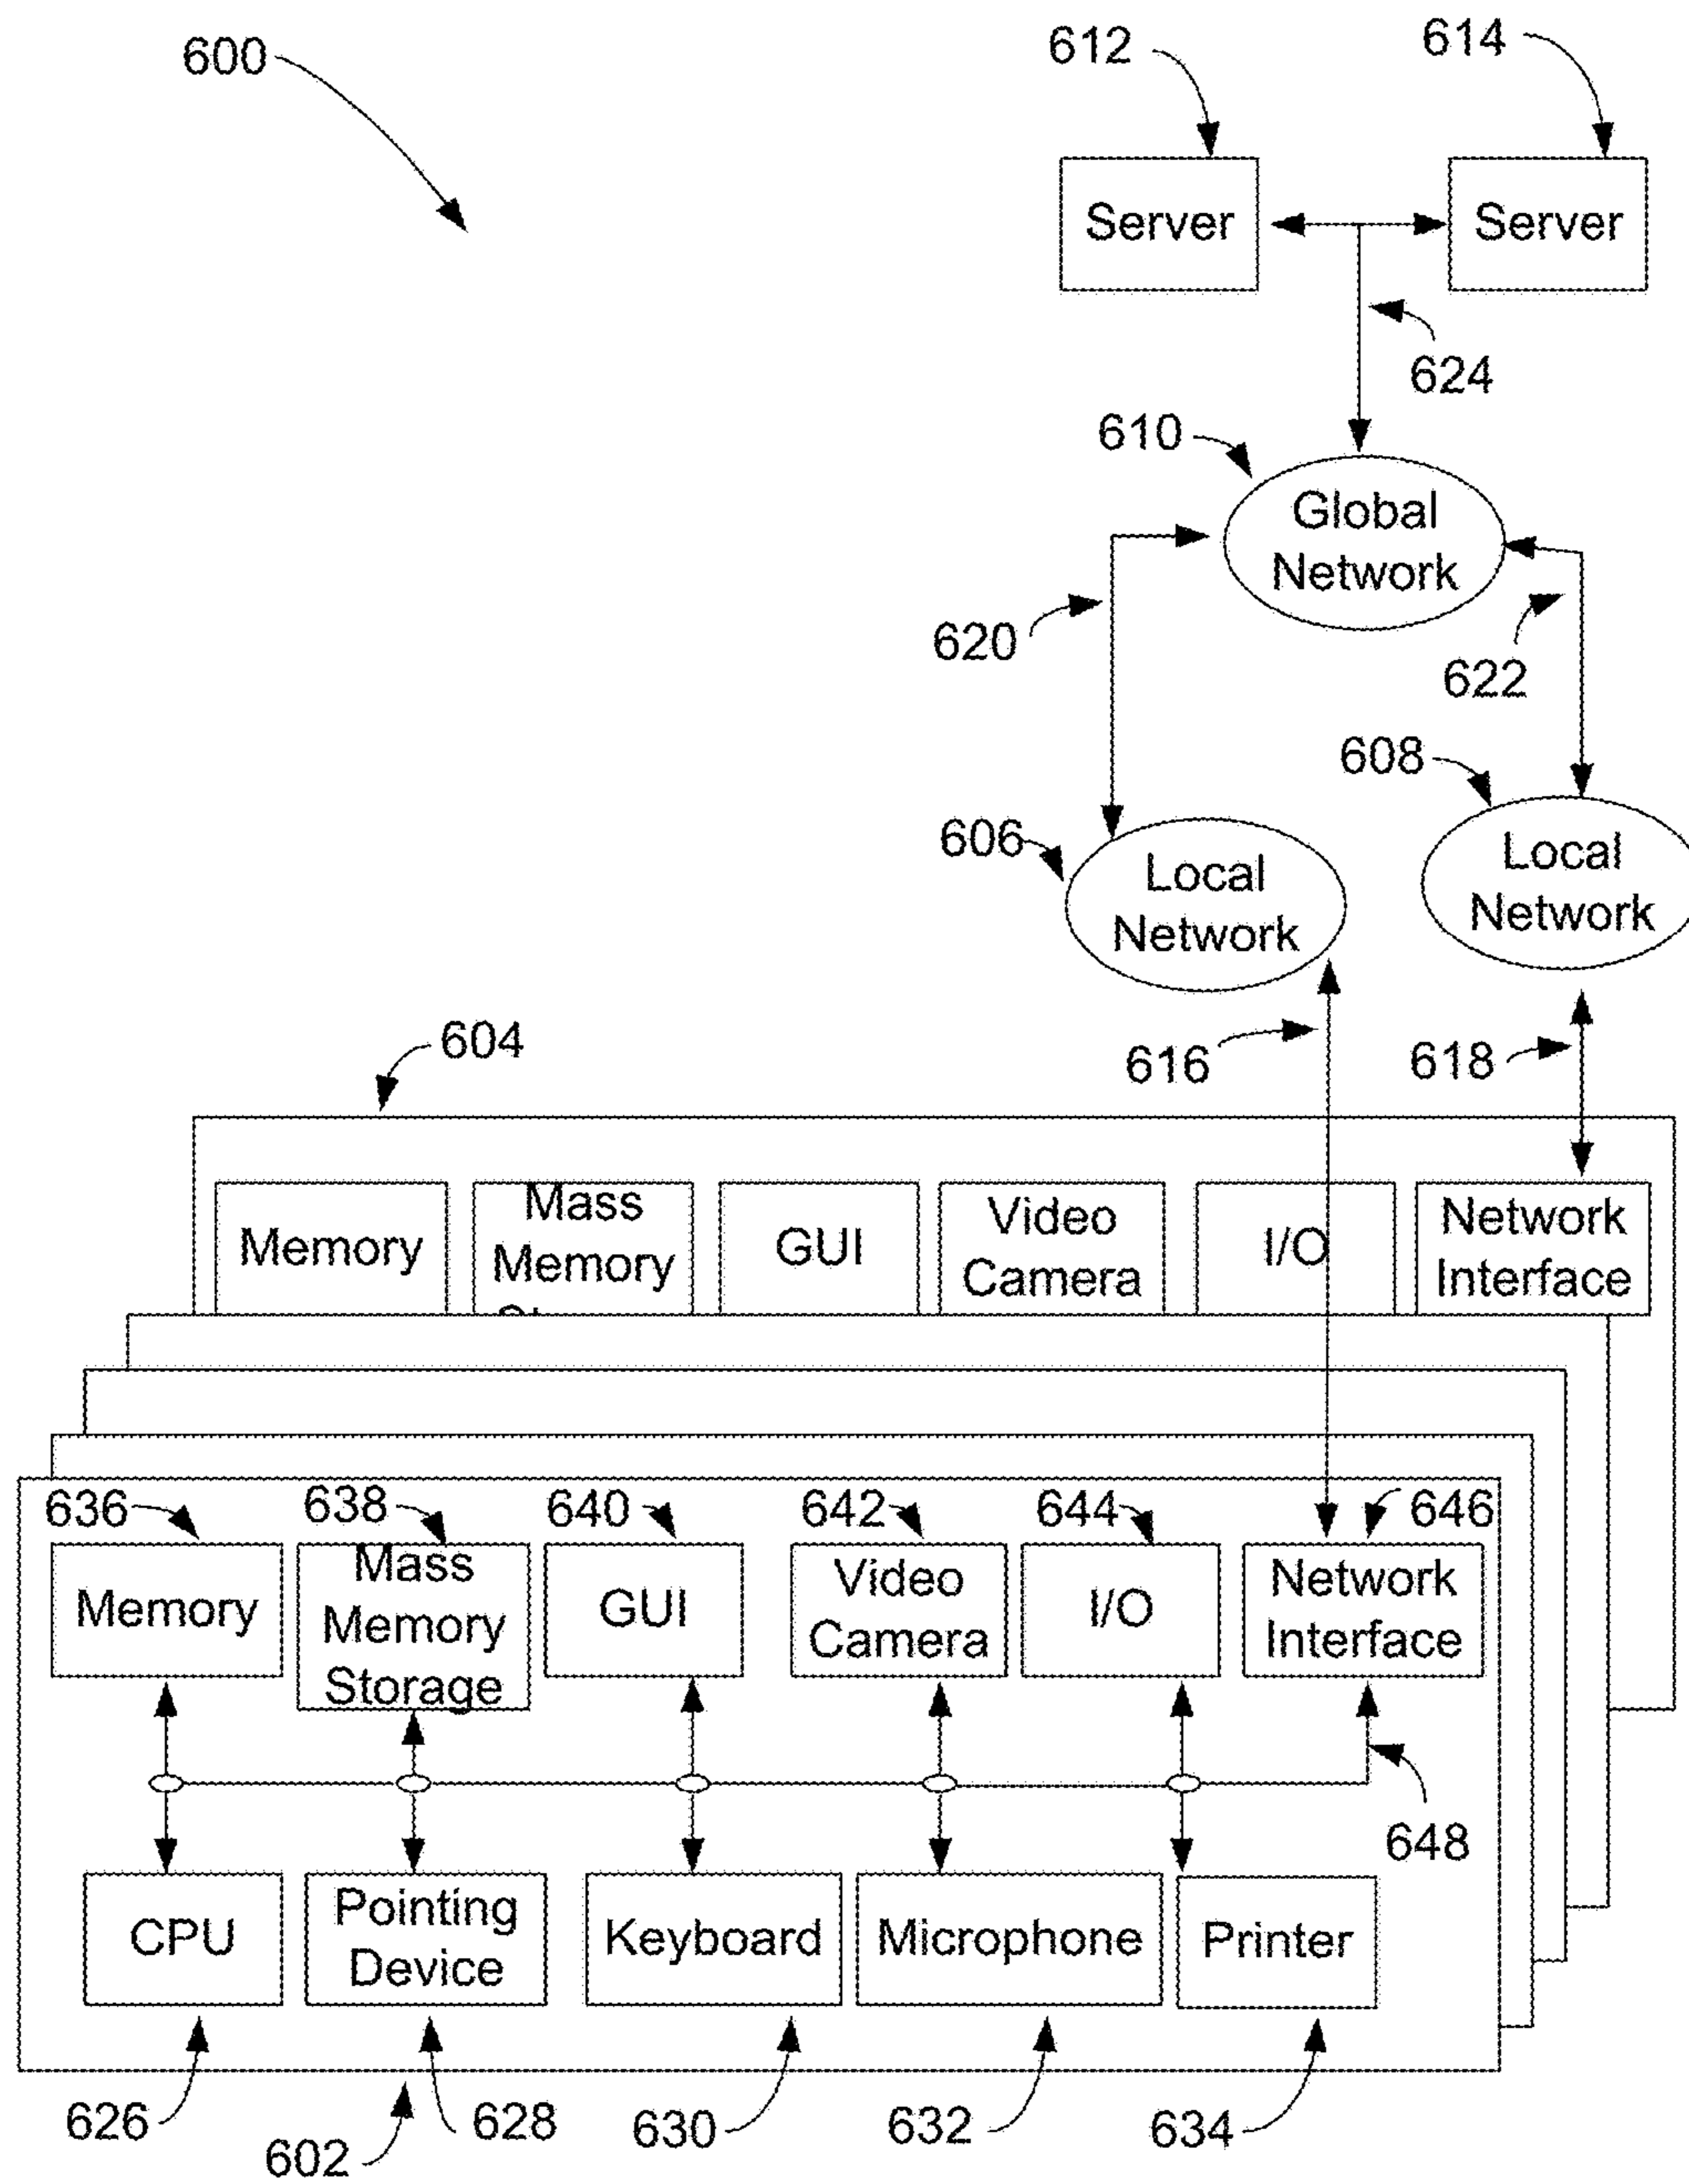 600
612
614
Server
Server
624
610
Global
Network
620
622
608
606
Local
Network
Local
Network
604
616
618
Memory
Mass
Memory
GUI
Video
Camera
I/O
Network
Interface
636
638
640
642
644
646
Memory
Mass
Memory
Storage
GUI
Video
Camera
I/O
Network
Interface
648
CPU
Pointing
Device
Keyboard
Microphone
Printer
626
602
628
630
632
634